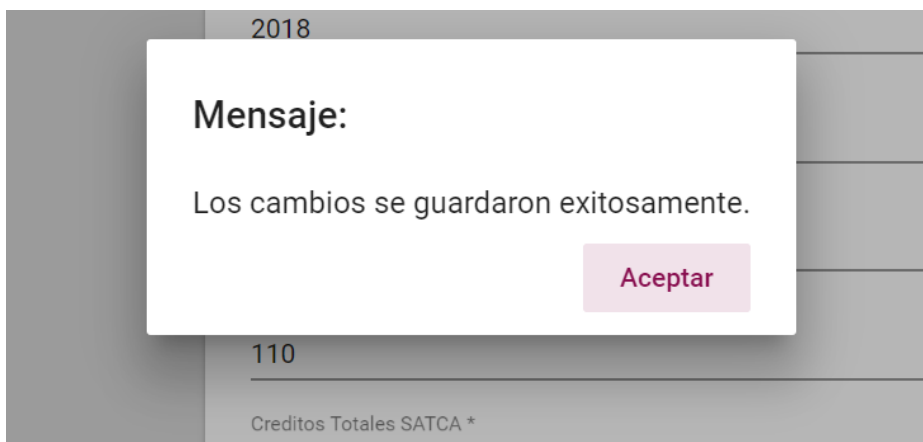 2018
Mensaje:
Los cambios se guardaron exitosamente.
Aceptar
110
Creditos Totales SATCA *